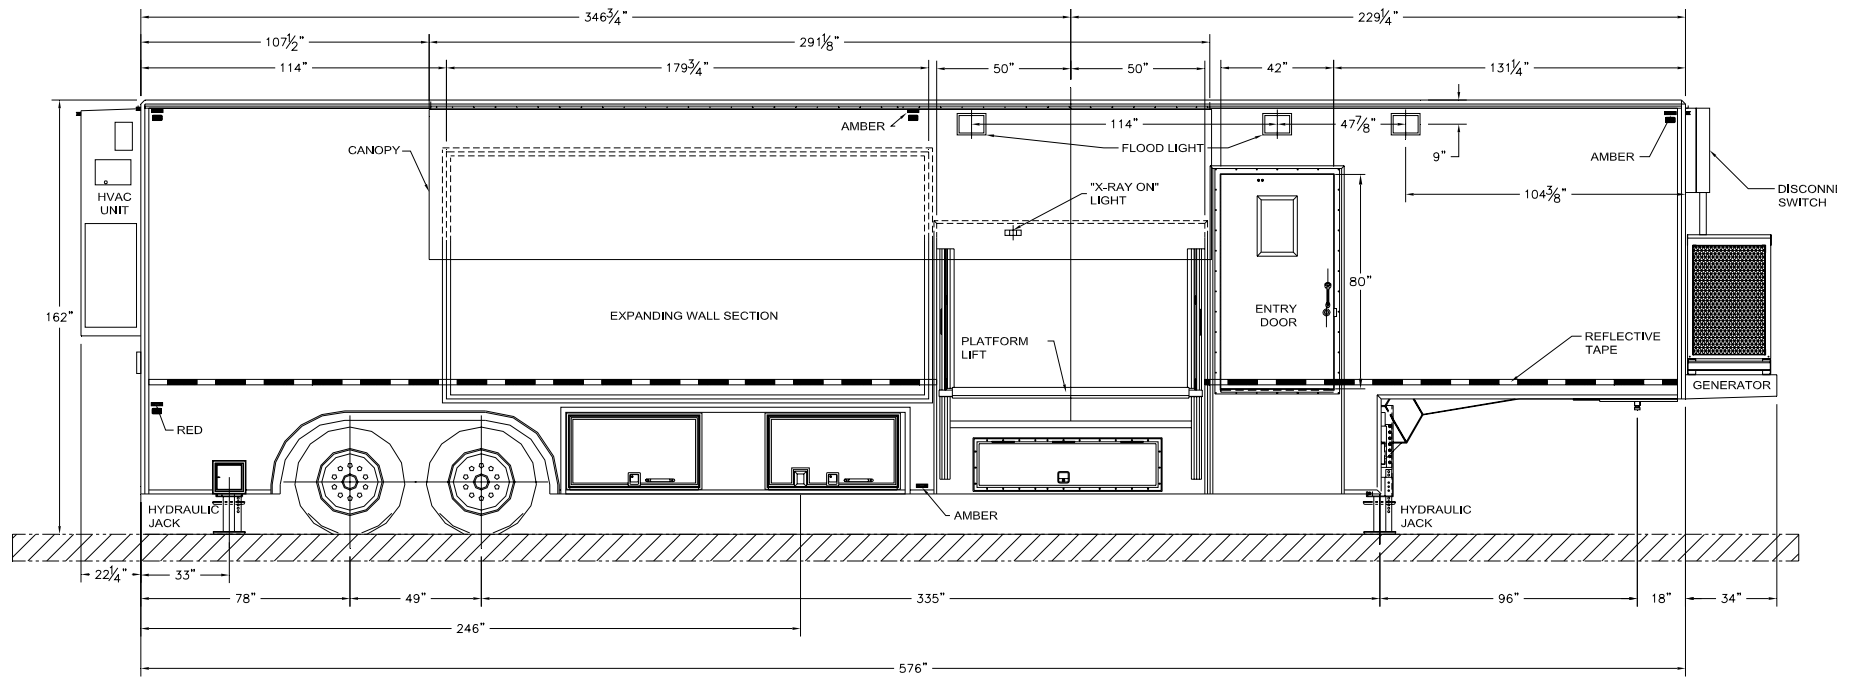 346¾"
229¼"
107½"
291⅛"
114"
179¾"
50"
50"
42"
131¼"
AMBER
114"
47⅞"
CANOPY
FLOOD LIGHT
9"
AMBER
HVAC
UNIT
"X-RAY ON"
LIGHT
104⅜"
DISCONNI
SWITCH
80"
162"
EXPANDING WALL SECTION
ENTRY
DOOR
PLATFORM
LIFT
REFLECTIVE
TAPE
GENERATOR
RED
HYDRAULIC
JACK
AMBER
HYDRAULIC
JACK
22¼"
33"
78"
49"
335"
96"
18"
34"
246"
576"